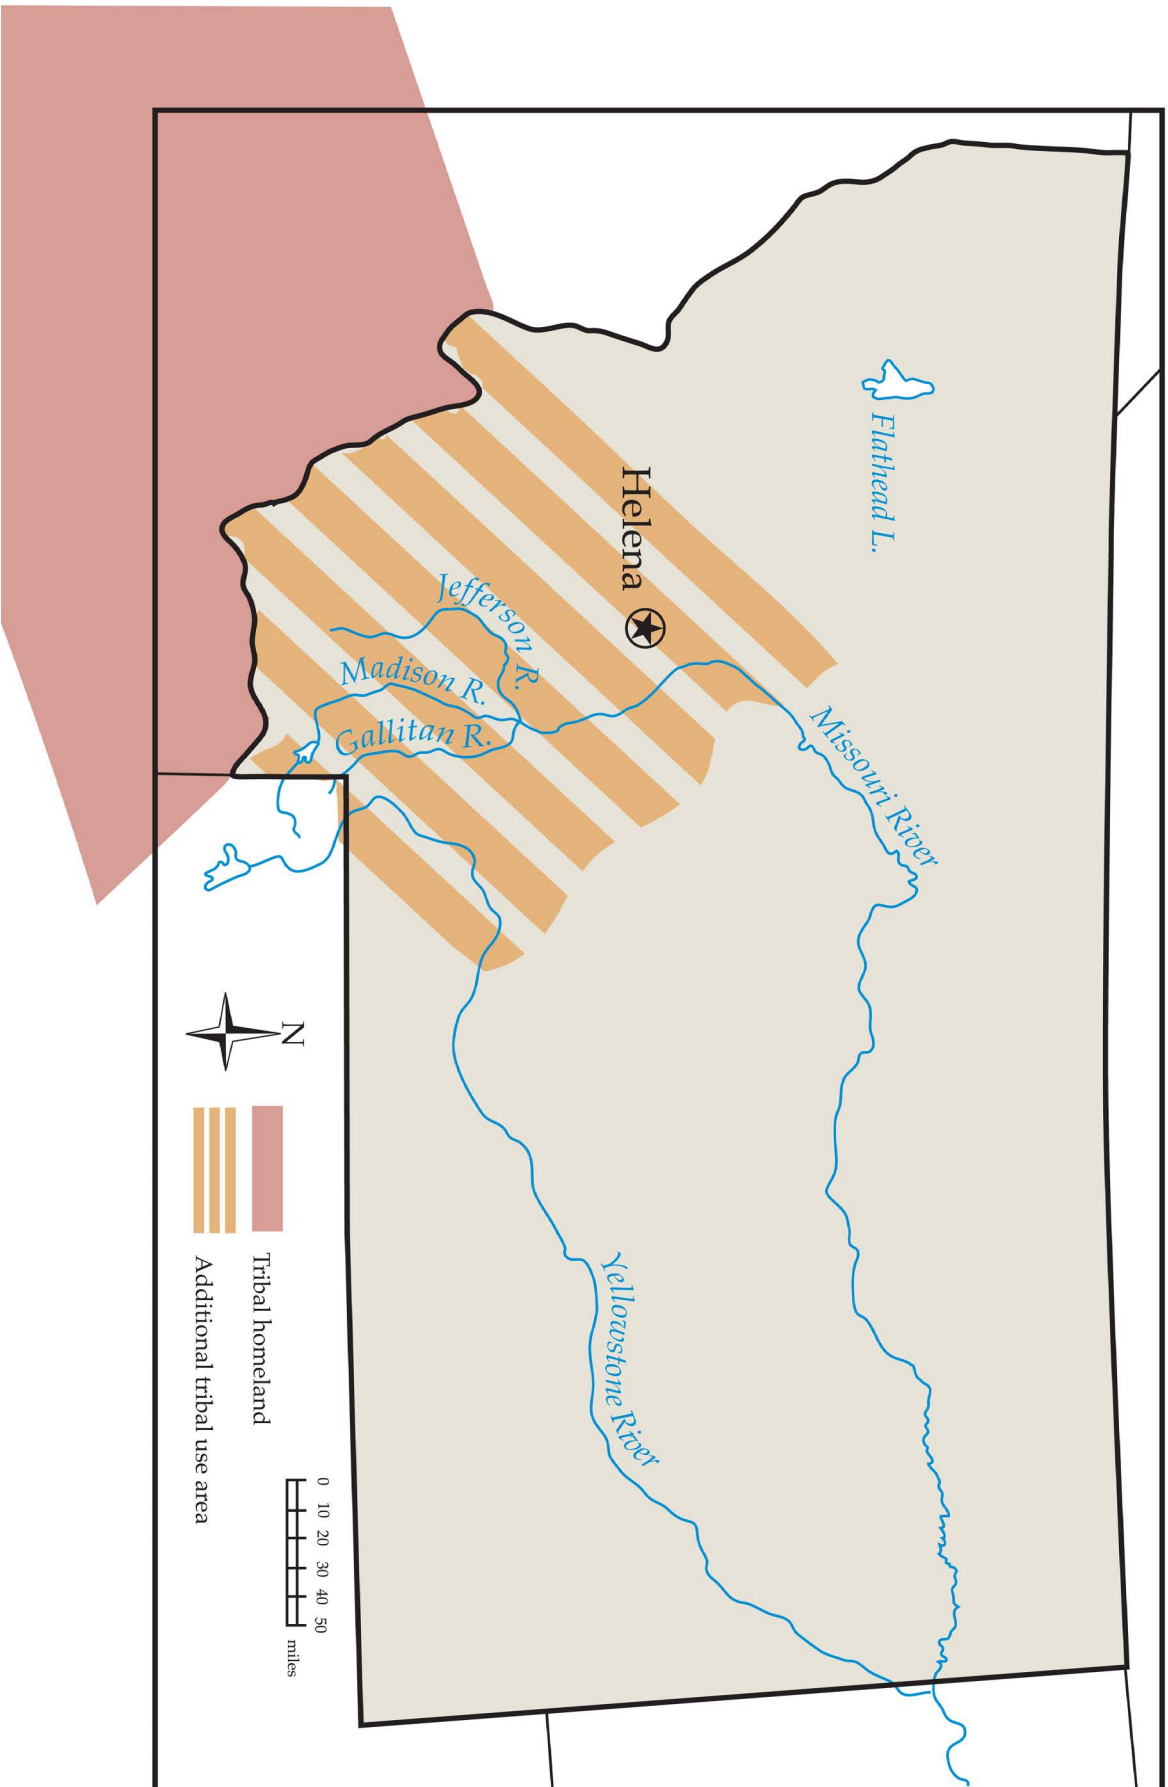 Flathead L.
Helena
Missouri River
Jefferson R.
Madison R.
Gallitan R.
Yellowstone River
N
Tribal homeland
Additional tribal use area
0 10 20 30 40 50
miles